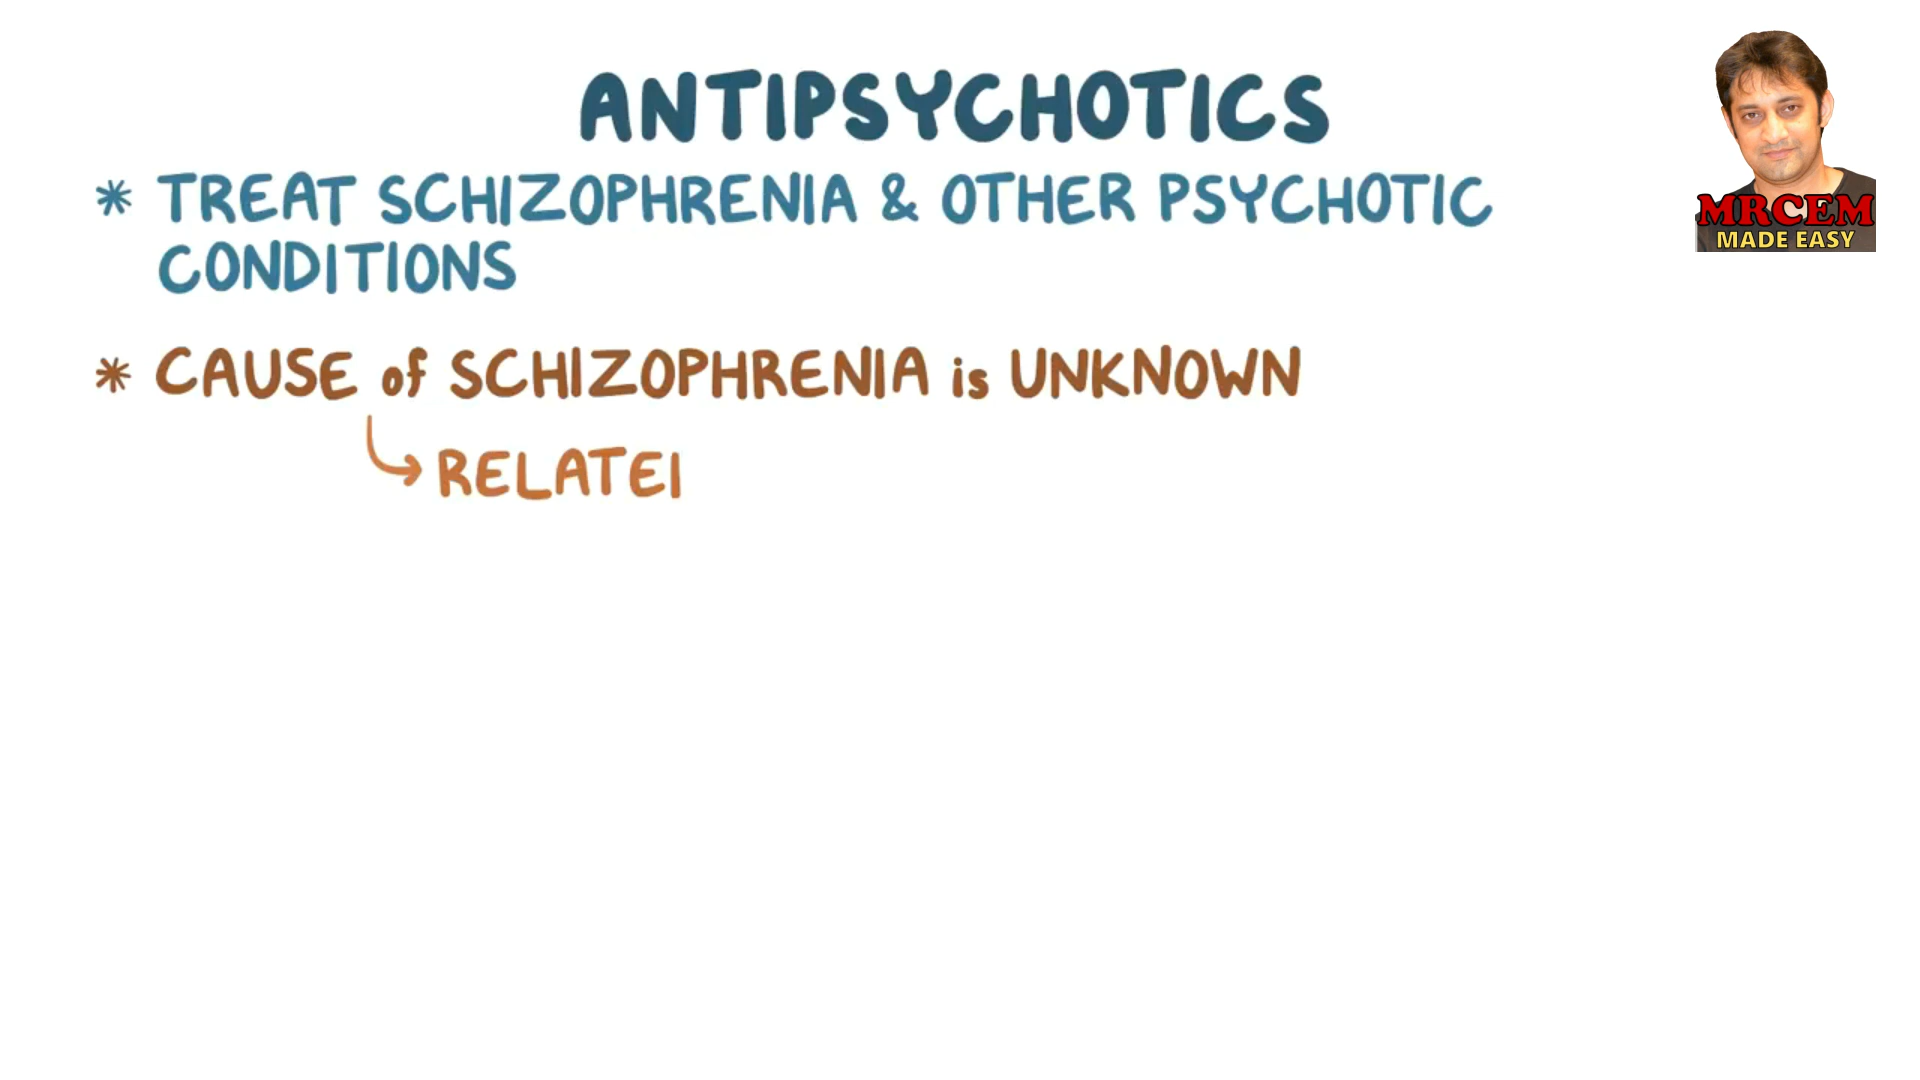 ANTIPSYCHOTICS
* TREAT SCHIZOPHRENIA & OTHER PSYCHOTIC
CONDITIONS
* CAUSE of SCHIZOPHRENIA is UNKNOWN
RELATEI
MRCEM
MADE EASY